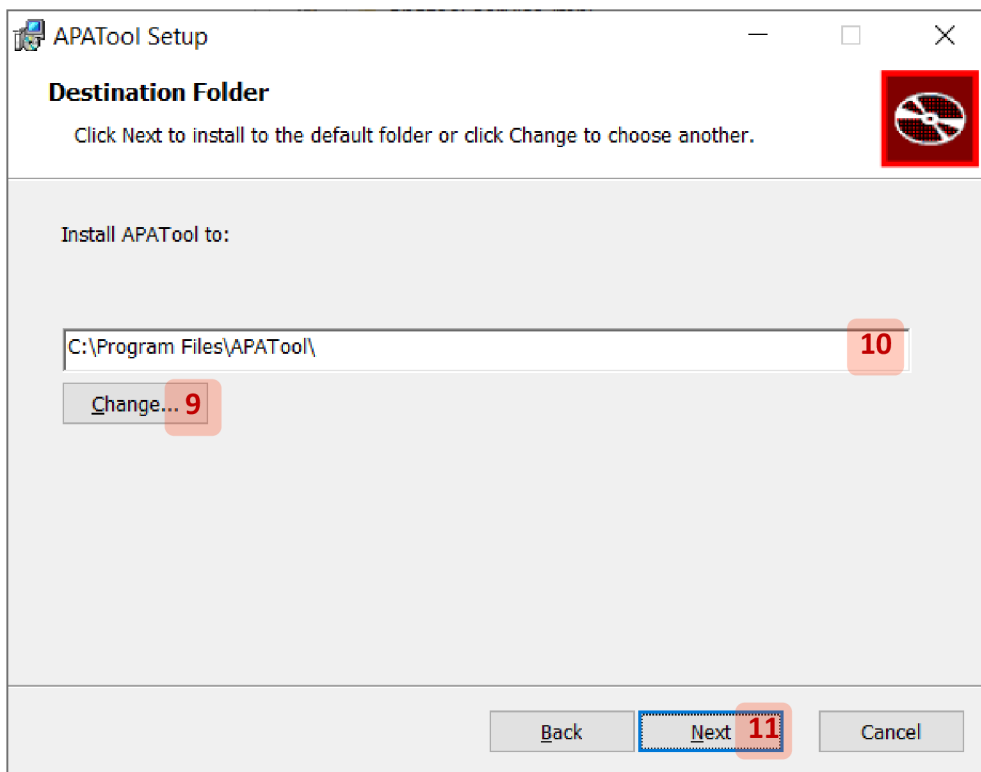 APATool Setup
Destination Folder
Click Next to install to the default folder or click Change to choose another.
Install APATool to:
C:\Program Files\APATool\ 10
Change... 9
Back Next 11 Cancel